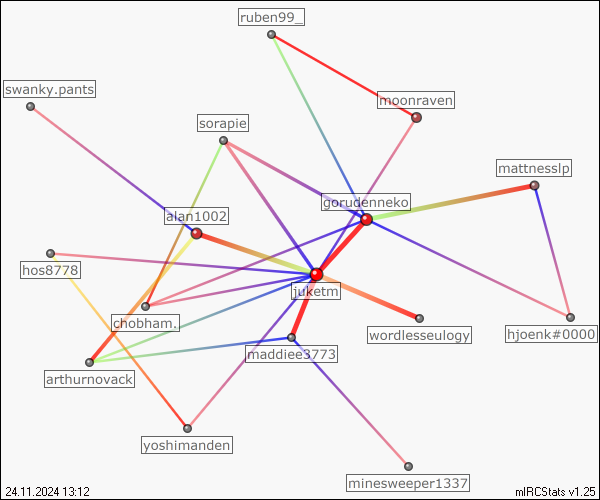 ruben99_
swanky.pants
moonraven
sorapie
mattnesslp
gorudenneko
alan1002
hos8778
juketm
chobham.
wordlesseulogy
hjoenk#0000
maddiee3773
arthurnovack
yoshimanden
minesweeper1337
24.11.2024 13:12
mIRCStats v1.25